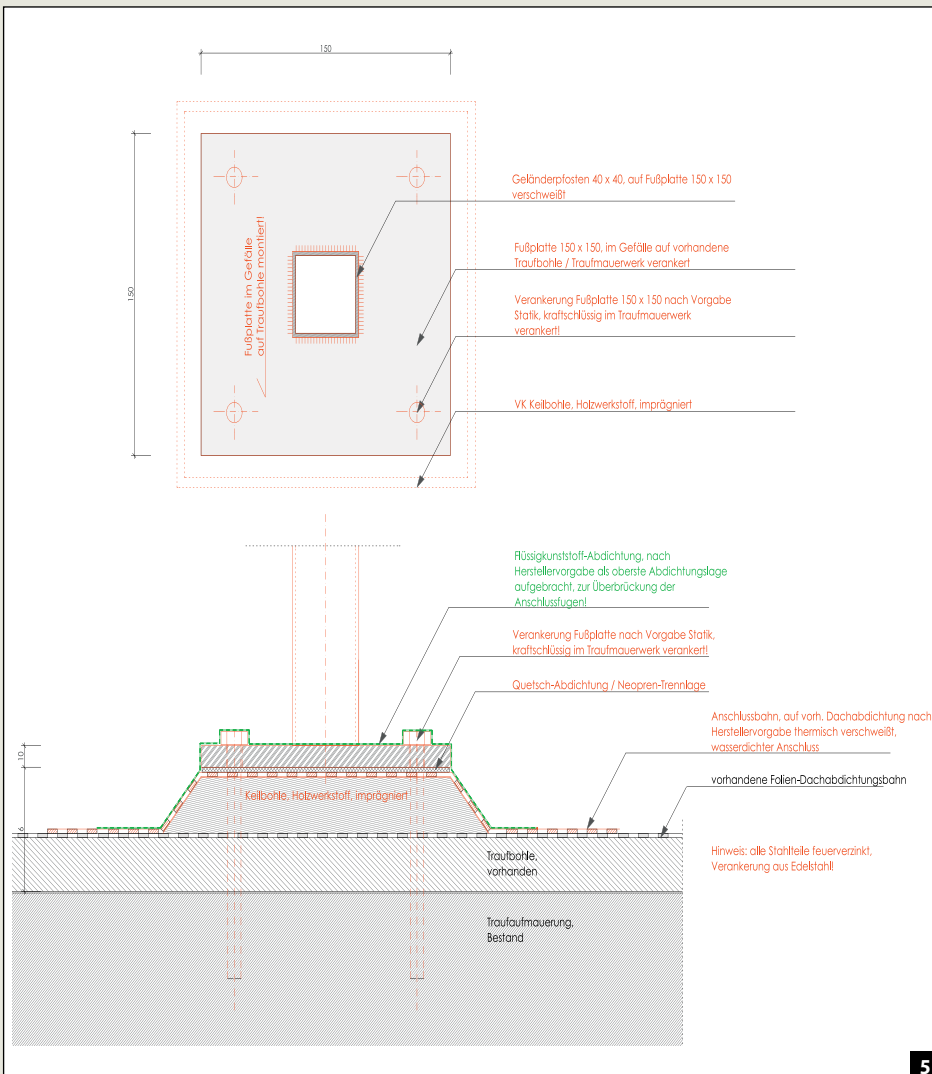 150
150
Fußplatte im Gefälle
auf Traufbohle montiert!
Geländerpfosten 40 x 40, auf Fußplatte 150 x 150
verschweißt
Fußplatte 150 x 150, im Gefälle auf vorhandene
Traufbohle / Traufmauerwerk verankert
Verankerung Fußplatte 150 x 150 nach Vorgabe
Statik, kraftschlüssig im Traufmauerwerk
verankert!
VK Keilbohle, Holzwerkstoff, imprägniert
Flüssigkunststoff-Abdichtung, nach
Herstellervorgabe als oberste Abdichtungslage
aufgebracht, zur Überbrückung der
Anschlussfugen!
Verankerung Fußplatte nach Vorgabe Statik,
kraftschlüssig im Traufmauerwerk verankert!
Quetsch-Abdichtung / Neopren-Trennlage
Anschlussbahn, auf vorh. Dachabdichtung nach
Herstellervorgabe thermisch verschweißt,
wasserdichter Anschluss
vorhandene Folien-Dachabdichtungsbahn
10
Keilbohle, Holzwerkstoff, imprägniert
6
Traufbohle,
vorhanden
Hinweis: alle Stahlteile feuerverzinkt,
Verankerung aus Edelstahl!
Traufaufmauerung,
Bestand
5